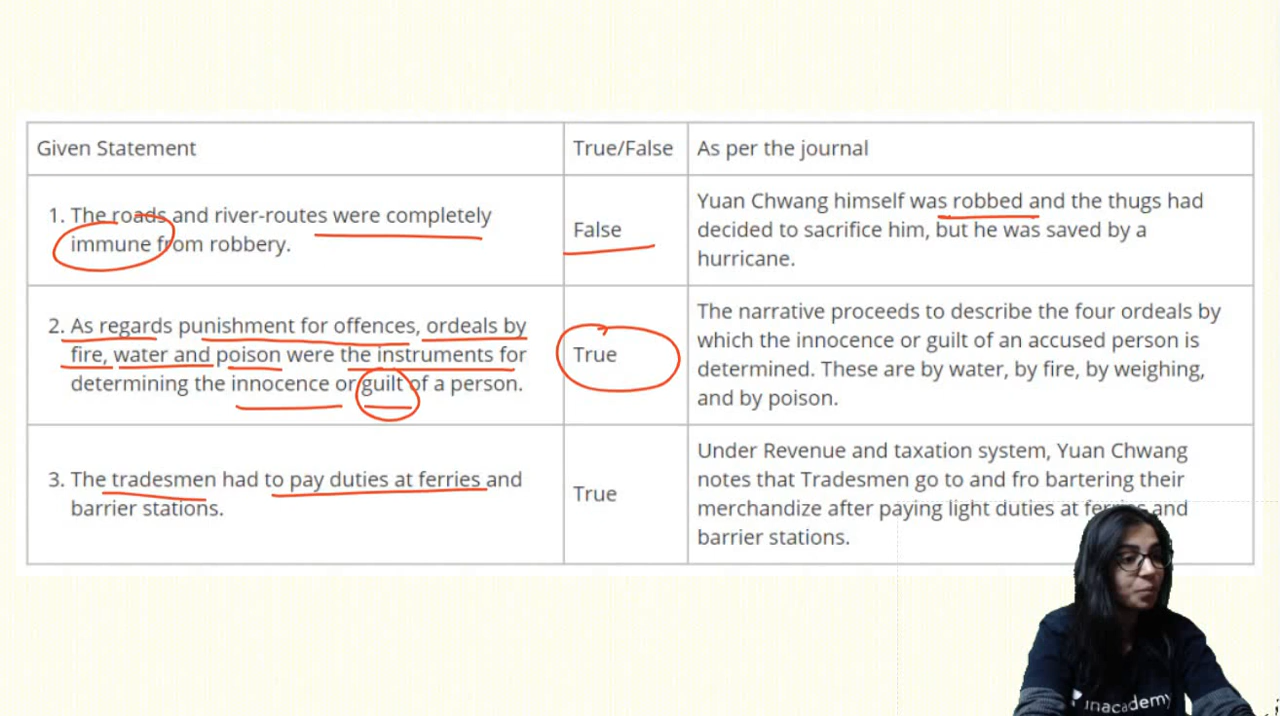 Given Statement
True/False
As per the journal
1. The roads and river-routes were completely
immune from robbery.
False
Yuan Chwang himself was robbed and the thugs had
decided to sacrifice him, but he was saved by a
hurricane.
2. As regards punishment for offences, ordeals by
fire, water and poison were the instruments for
determining the innocence or guilt of a person.
True
The narrative proceeds to describe the four ordeals by
which the innocence or guilt of an accused person is
determined. These are by water, by fire, by weighing,
and by poison.
3. The tradesmen had to pay duties at ferries and
barrier stations.
True
Under Revenue and taxation system, Yuan Chwang
notes that Tradesmen go to and fro bartering their
merchandize after paying light duties at ferries and
barrier stations.
unacademy